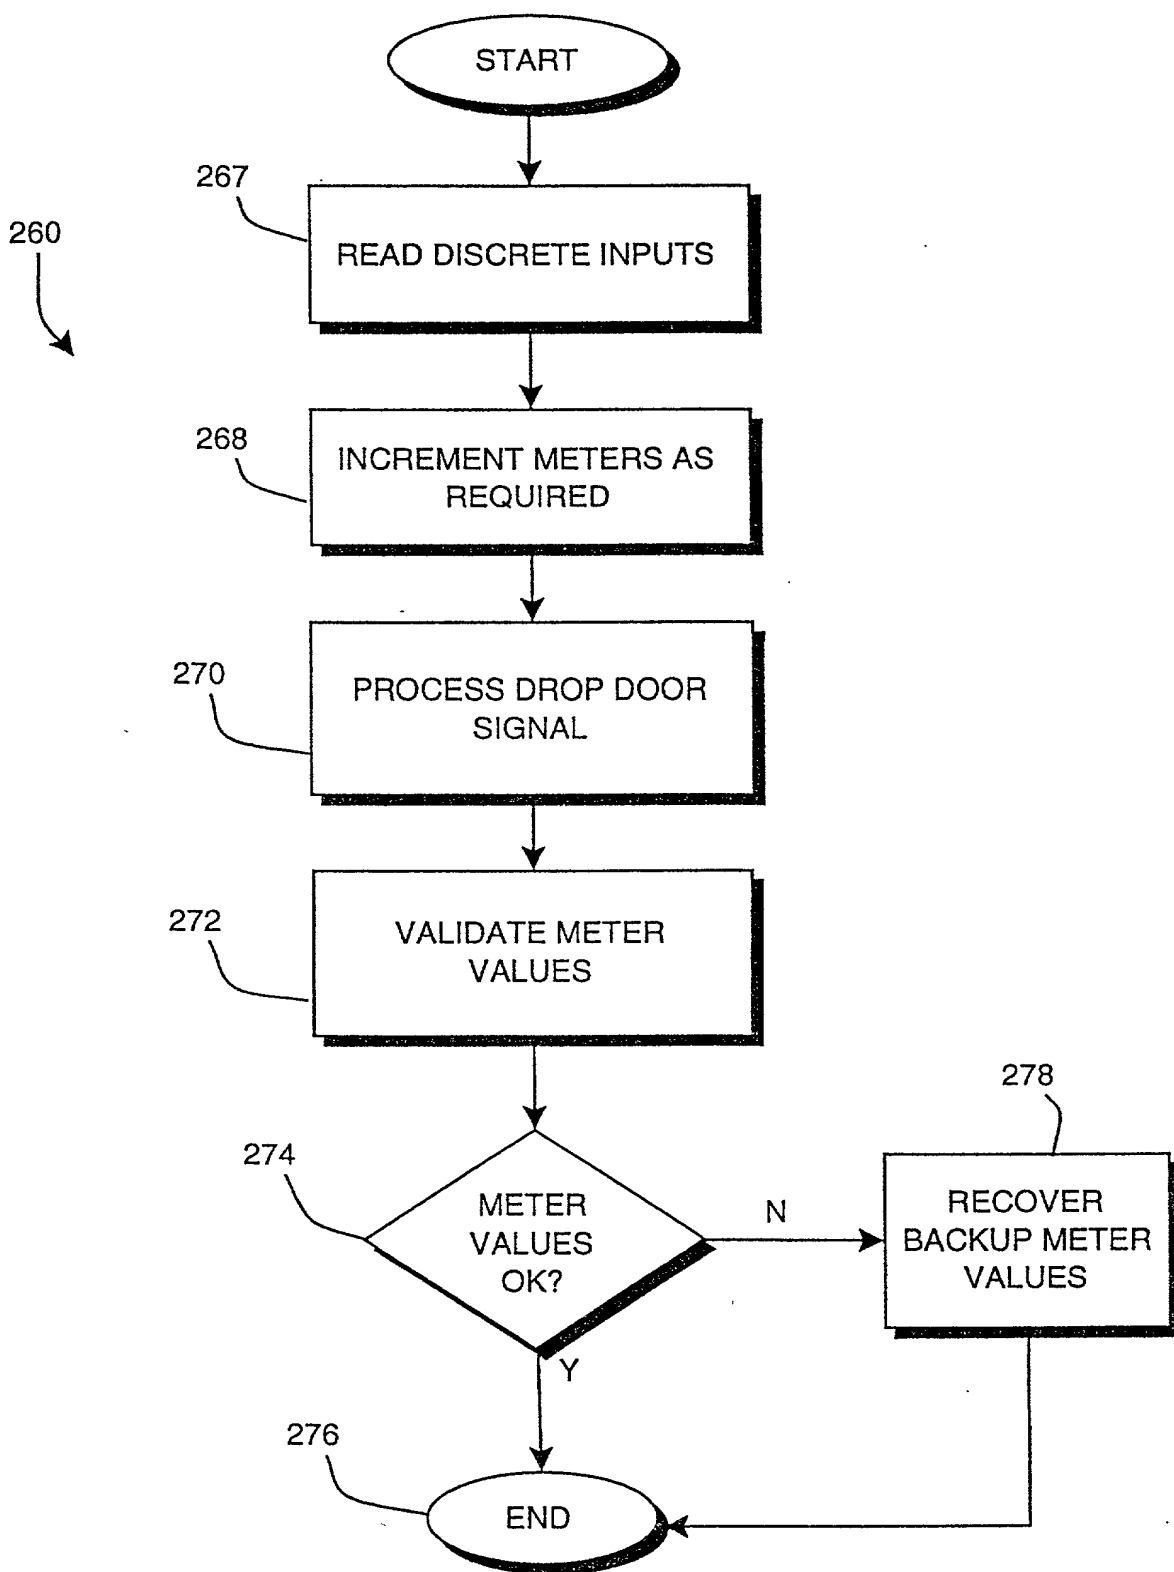 START
267
260
READ DISCRETE INPUTS
268
INCREMENT METERS AS
REQUIRED
270
PROCESS DROP DOOR
SIGNAL
272
VALIDATE METER
VALUES
278
274
METER
VALUES
OK?
N
RECOVER
BACKUP METER
VALUES
Y
276
END